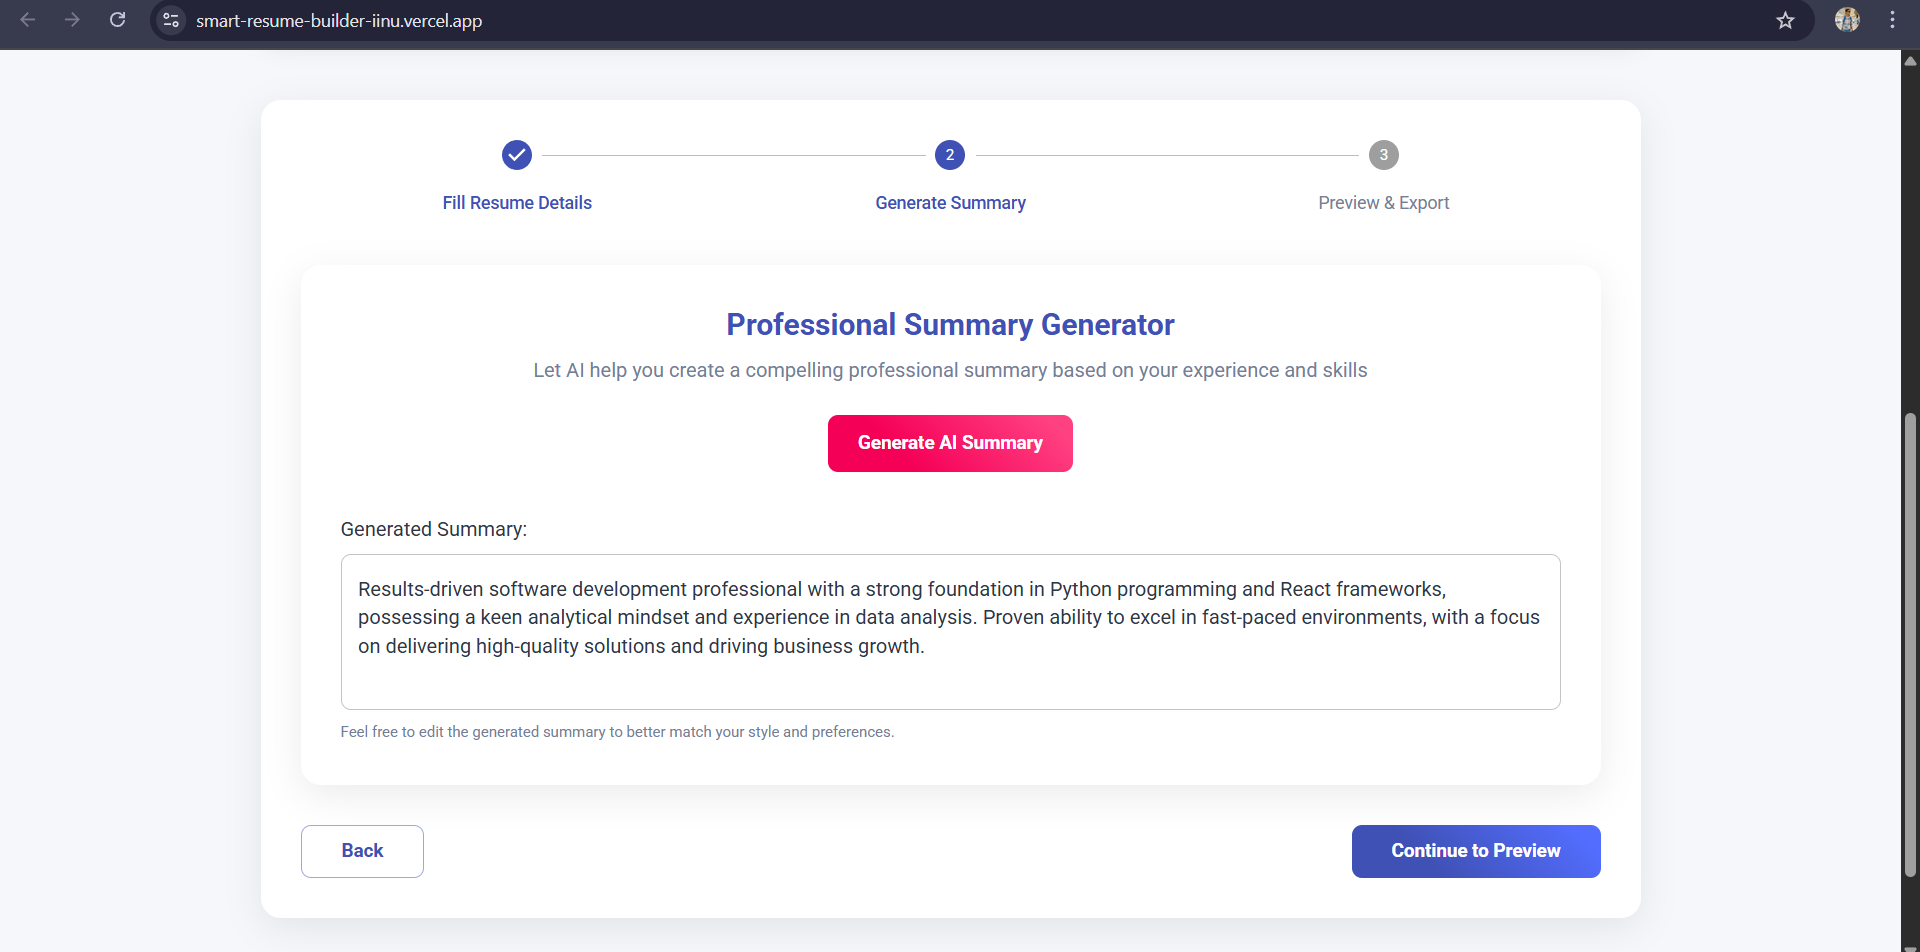 smart-resume-builder-iinu.vercel.app
2
3
Fill Resume Details
Generate Summary
Preview & Export
Professional Summary Generator
Let AI help you create a compelling professional summary based on your experience and skills
Generate AI Summary
Generated Summary:
Results-driven software development professional with a strong foundation in Python programming and React frameworks,
possessing a keen analytical mindset and experience in data analysis. Proven ability to excel in fast-paced environments, with a focus
on delivering high-quality solutions and driving business growth.
Feel free to edit the generated summary to better match your style and preferences.
Back
Continue to Preview